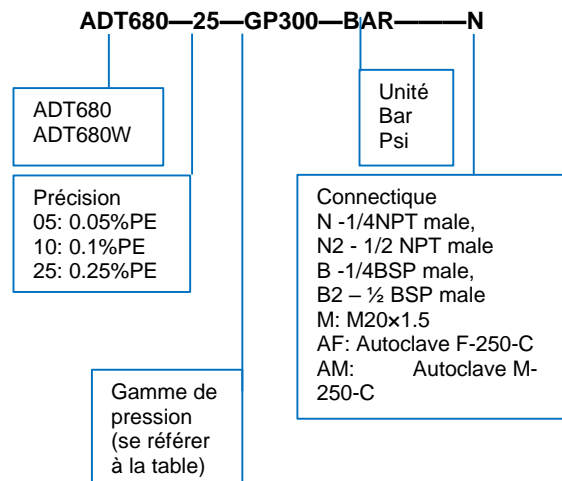 ADT680—25—GP300—BAR———N
ADT680
ADT680W
Unité
Bar
Psi
Précision
05: 0.05%PE
10: 0.1%PE
25: 0.25%PE
Connectique
N -1/4NPT male,
N2 - 1/2 NPT male
B -1/4BSP male,
B2 – ½ BSP male
M: M20×1.5
AF: Autoclave F-250-C
AM: Autoclave M-
250-C
Gamme de
pression
(se référer
à la table)